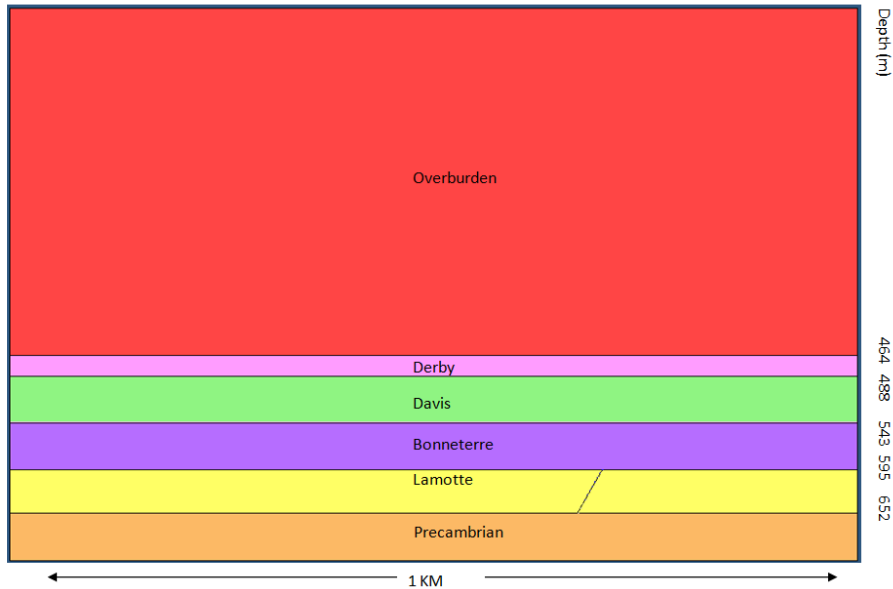 Depth (m)
Overburden
464
Derby
488
Davis
543
Bonneterre
595
Lamotte
652
Precambrian
1 KM